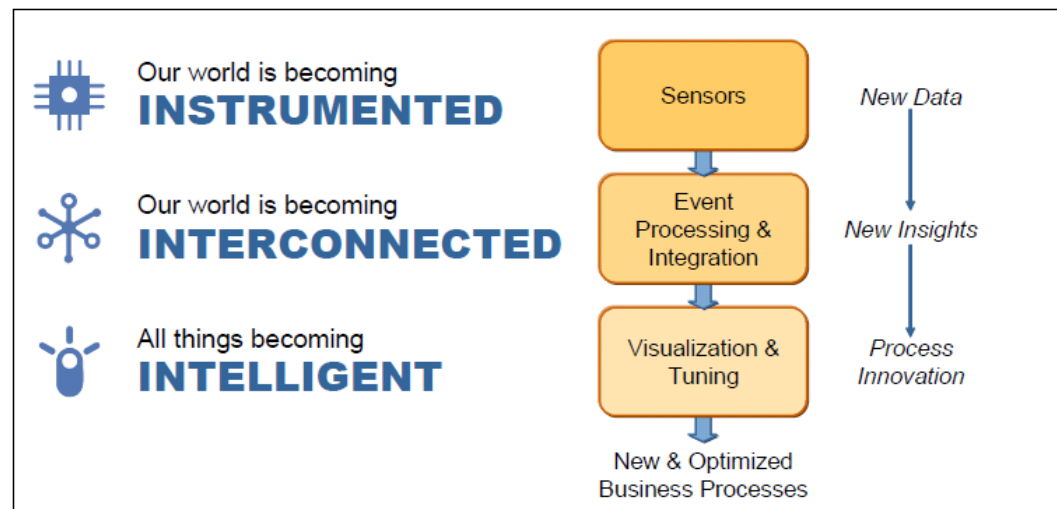 Our world is becoming
INSTRUMENTED
Sensors
New Data
Our world is becoming
INTERCONNECTED
Event
Processing &
Integration
New Insights
All things becoming
INTELLIGENT
Visualization &
Tuning
Process
Innovation
New & Optimized
Business Processes